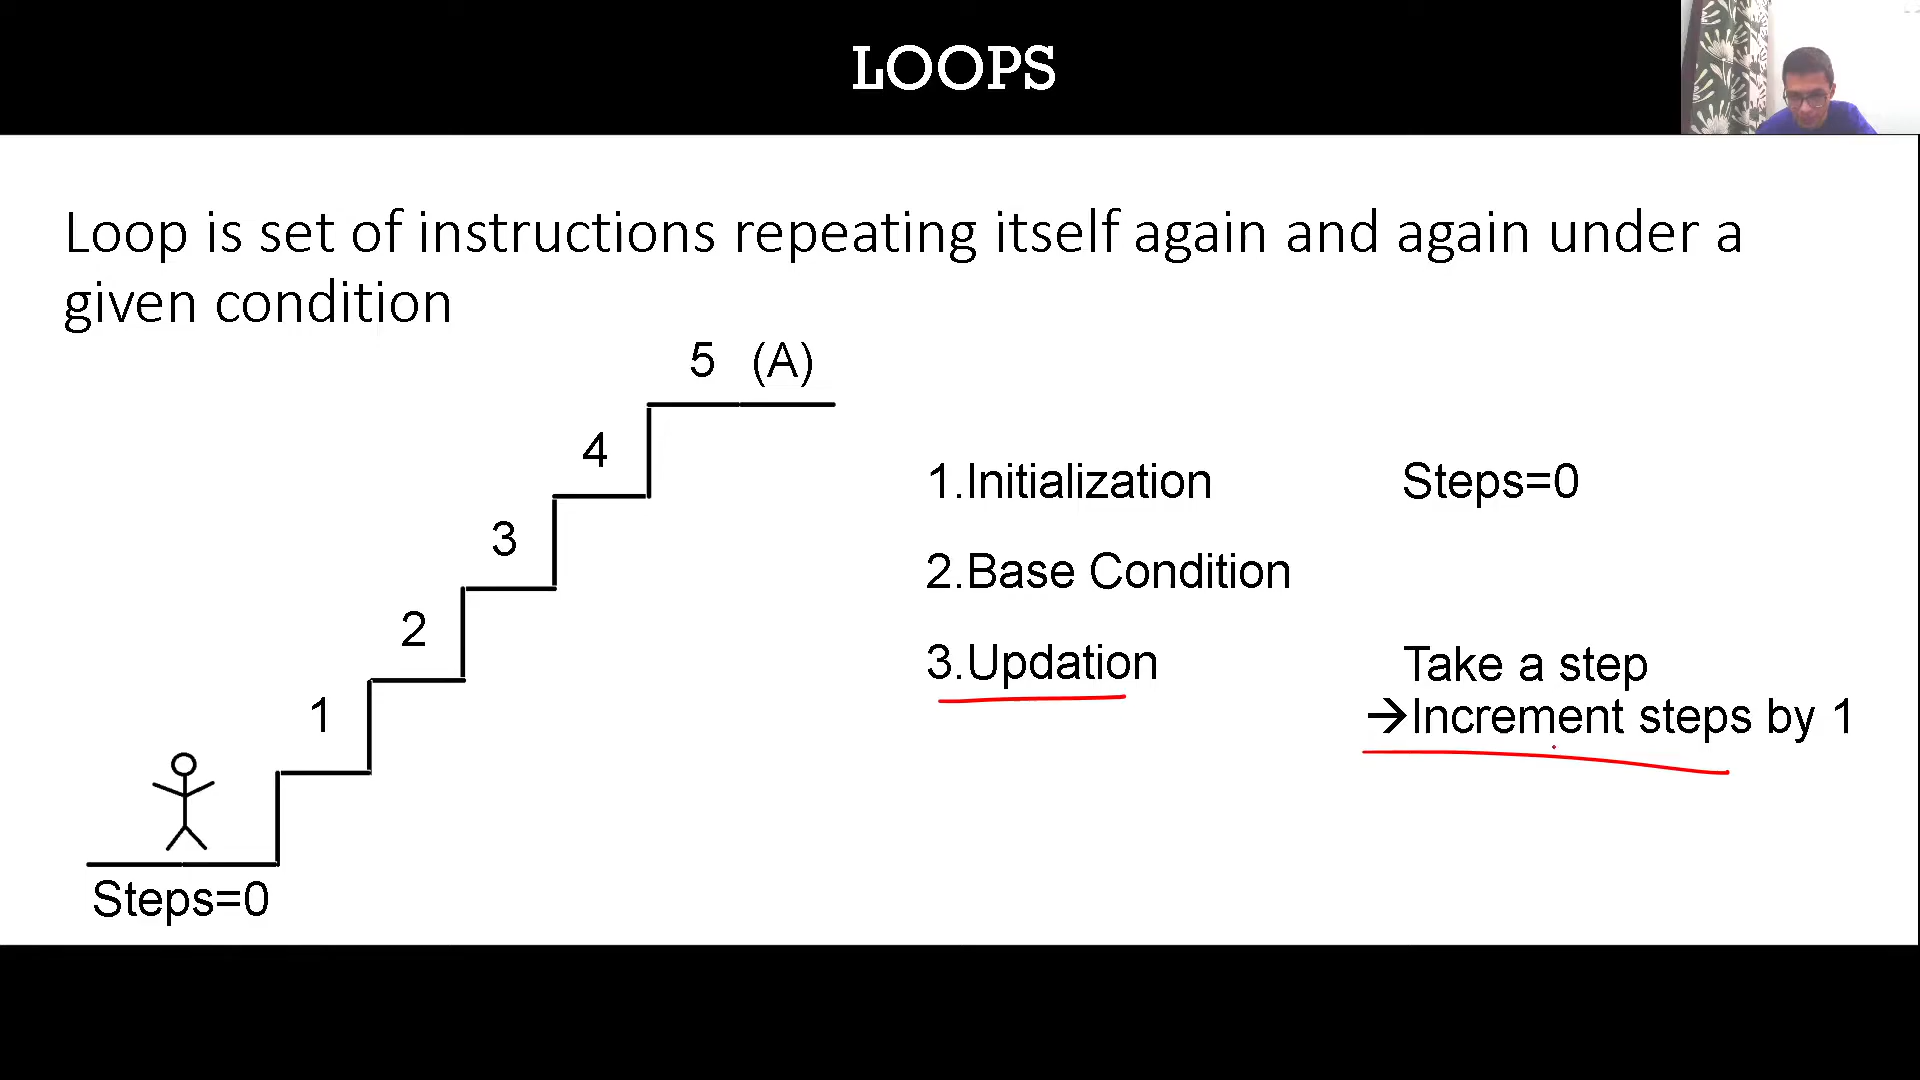 LOOPS
Loop is set of instructions repeating itself again and again under a
given condition
5 (A)
4
3
2
1
Steps=0
1.Initialization Steps=0
2.Base Condition
3.Updation Take a step
→Increment steps by 1